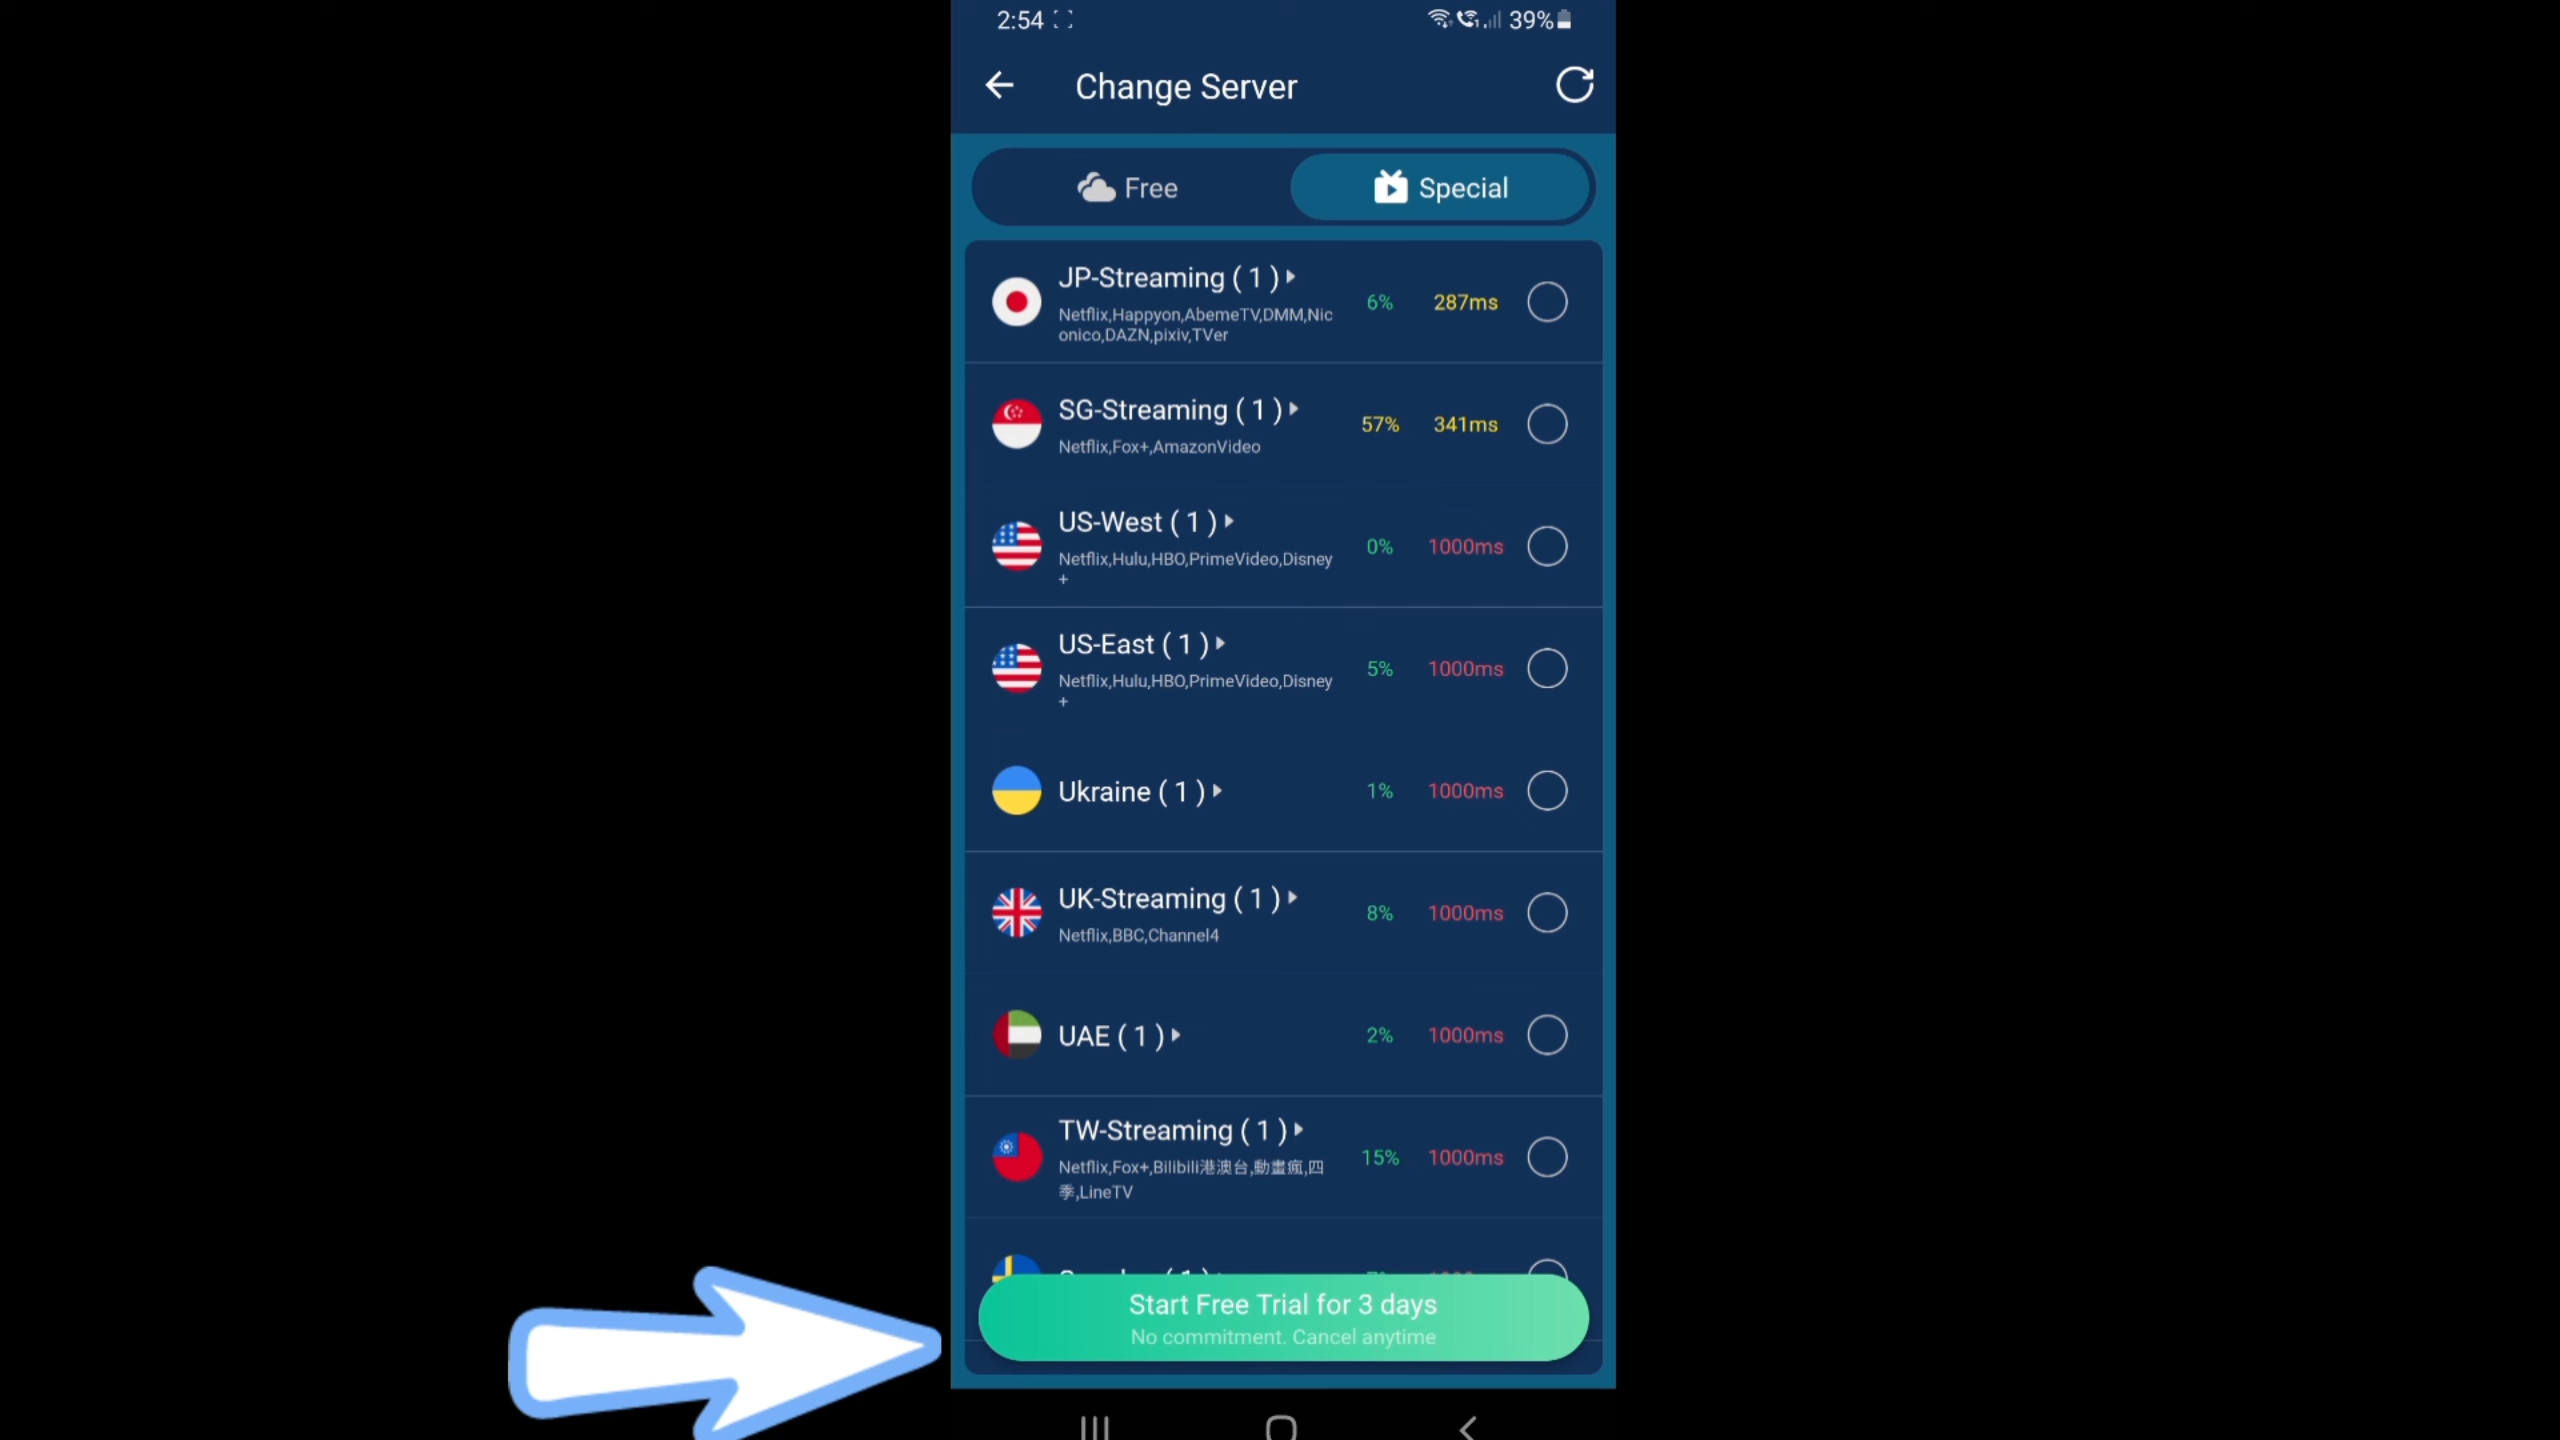 2:54 39%
Change Server
Free Special
JP-Streaming ( 1 )
Netflix,Happyon,AbemeTV,DMM,Nic
onico,DAZN,pixiv,TVer
6% 287ms
SG-Streaming ( 1 )
Netflix,Fox+,AmazonVideo
57% 341ms
US-West ( 1 )
Netflix,Hulu,HBO,PrimeVideo,Disney
+
0% 1000ms
US-East ( 1 )
Netflix,Hulu,HBO,PrimeVideo,Disney
+
5% 1000ms
Ukraine ( 1 )
1% 1000ms
UK-Streaming ( 1 )
Netflix,BBC,Channel4
8% 1000ms
UAE ( 1 )
2% 1000ms
TW-Streaming ( 1 )
Netflix,Fox+,Bilibili港澳台,動畫瘋,四
季,LineTV
15% 1000ms
Start Free Trial for 3 days
No commitment. Cancel anytime